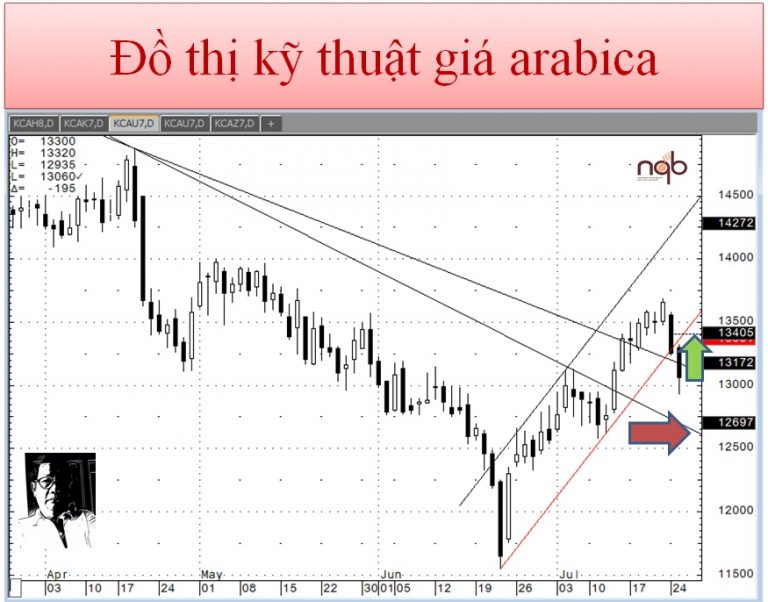 Đồ thị kỹ thuật giá arabica
KCAH8,D KCAK7,D KCAU7,D KCAU7,D KCAZ7,D +
O= 13300
H= 13320
L= 12935
L= 13060✓
Δ= -195
nqb
14500
14272
14000
13500
13405
13172
13000
12697
12500
12000
11500
Apr May Jun Jul
03 10 17 24 01 08 15 22 30 01 05 12 19 26 03 10 17 24